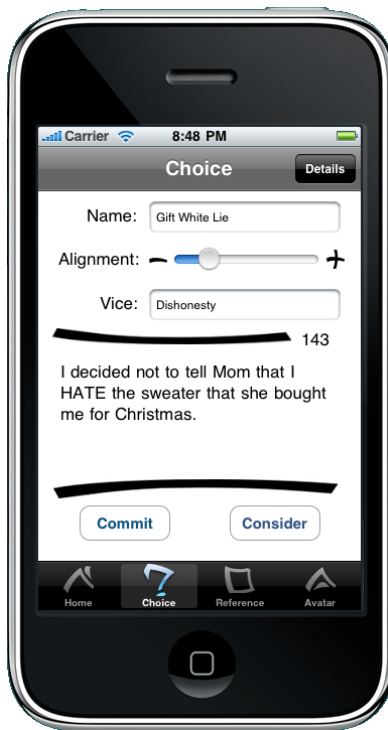 Carrier 8:48 PM
Choice Details
Name: Gift White Lie
Alignment: - +
Vice: Dishonesty
143
I decided not to tell Mom that I
HATE the sweater that she bought
me for Christmas.
Commit Consider
Home Choice Reference Avatar